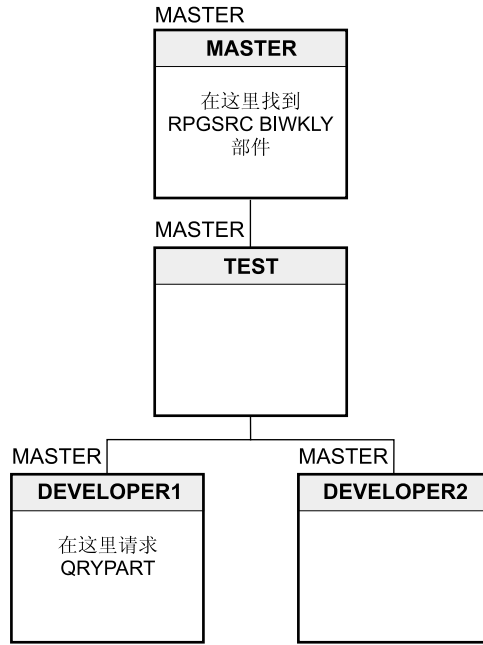 MASTER
MASTER
在这里找到
RPGSRC BIWKLY
部件
MASTER
TEST
MASTER
DEVELOPER1
在这里请求
QRYPART
MASTER
DEVELOPER2